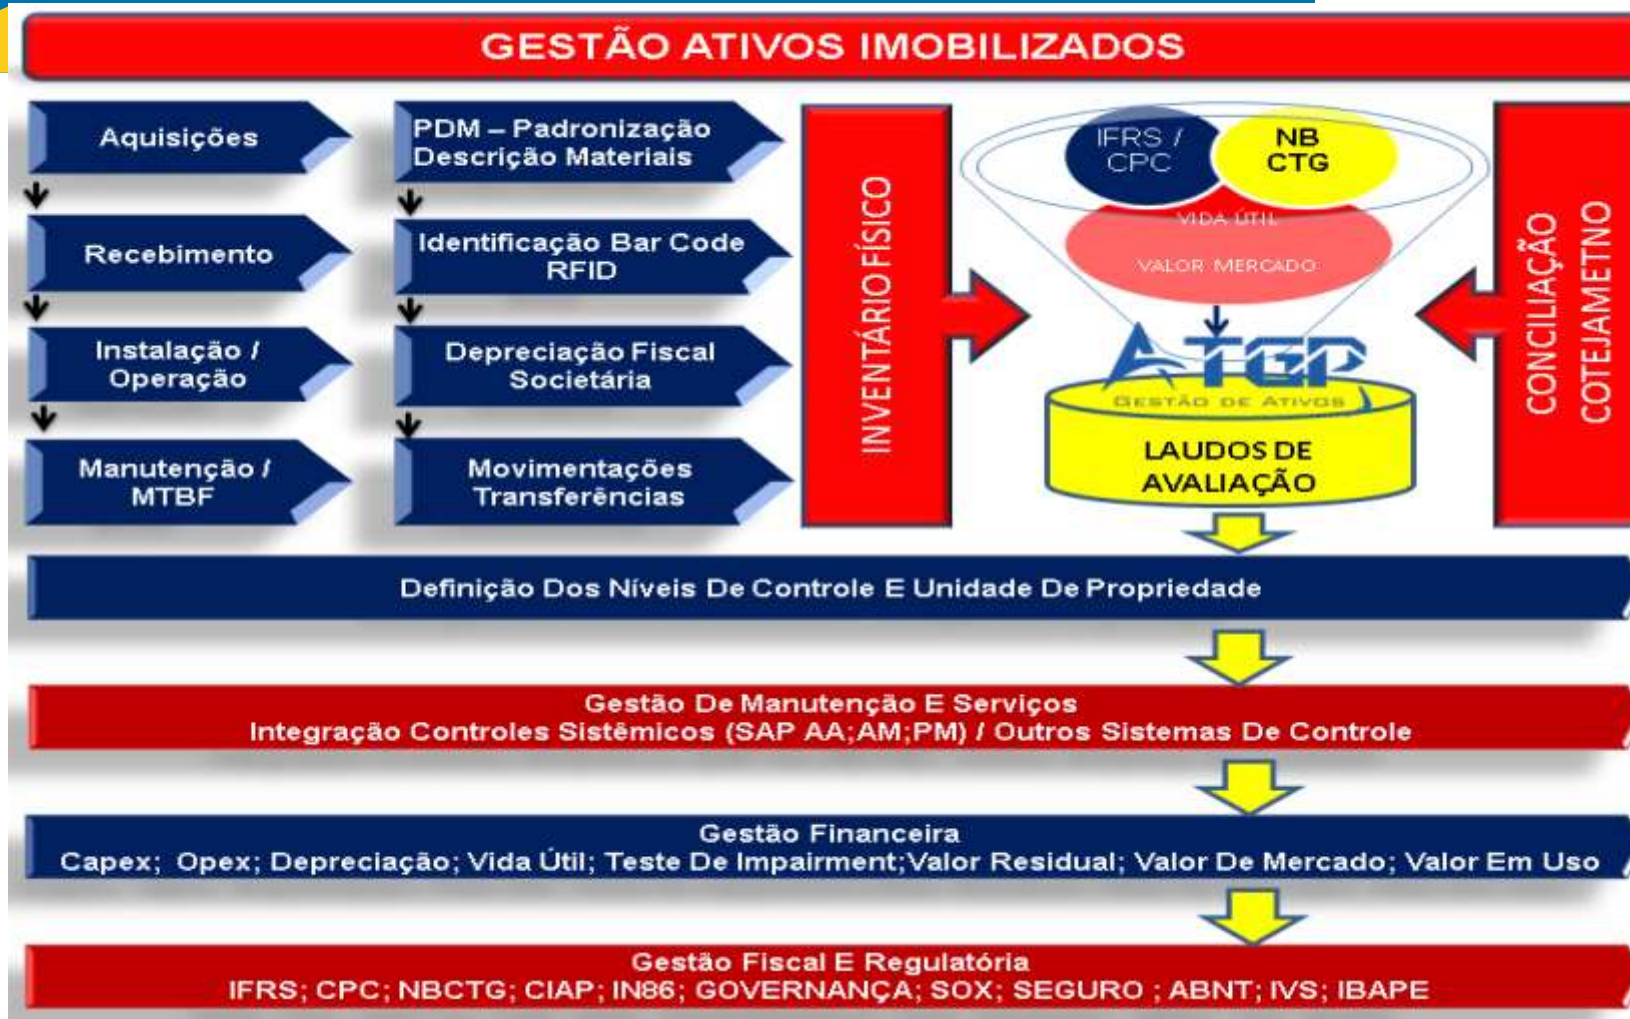 GESTÃO ATIVOS IMOBILIZADOS
Aquisições
Recebimento
Instalação /
Operação
Manutenção /
MTBF
PDM – Padronização
Descrição Materiais
Identificação Bar Code
RFID
Depreciação Fiscal
Societária
Movimentações
Transferências
INVENTÁRIO FÍSICO
IFRS /
CPC
NB
CTG
VIDA ÚTIL
VALOR MERCADO
ATGP
GESTÃO DE ATIVOS
LAUDOS DE
AVALIAÇÃO
CONCILIAÇÃO
COTEJAMETNO
Definição Dos Níveis De Controle E Unidade De Propriedade
Gestão De Manutenção E Serviços
Integração Controles Sistêmicos (SAP AA;AM;PM) / Outros Sistemas De Controle
Gestão Financeira
Capex; Opex; Depreciação; Vida Útil; Teste De Impairment;Valor Residual; Valor De Mercado; Valor Em Uso
Gestão Fiscal E Regulatória
IFRS; CPC; NBCTG; CIAP; IN86; GOVERNANÇA; SOX; SEGURO ; ABNT; IVS; IBAPE